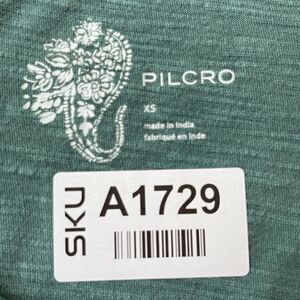 PILCRO
XS
made in India
fabriqué en Inde
SKU
A1729